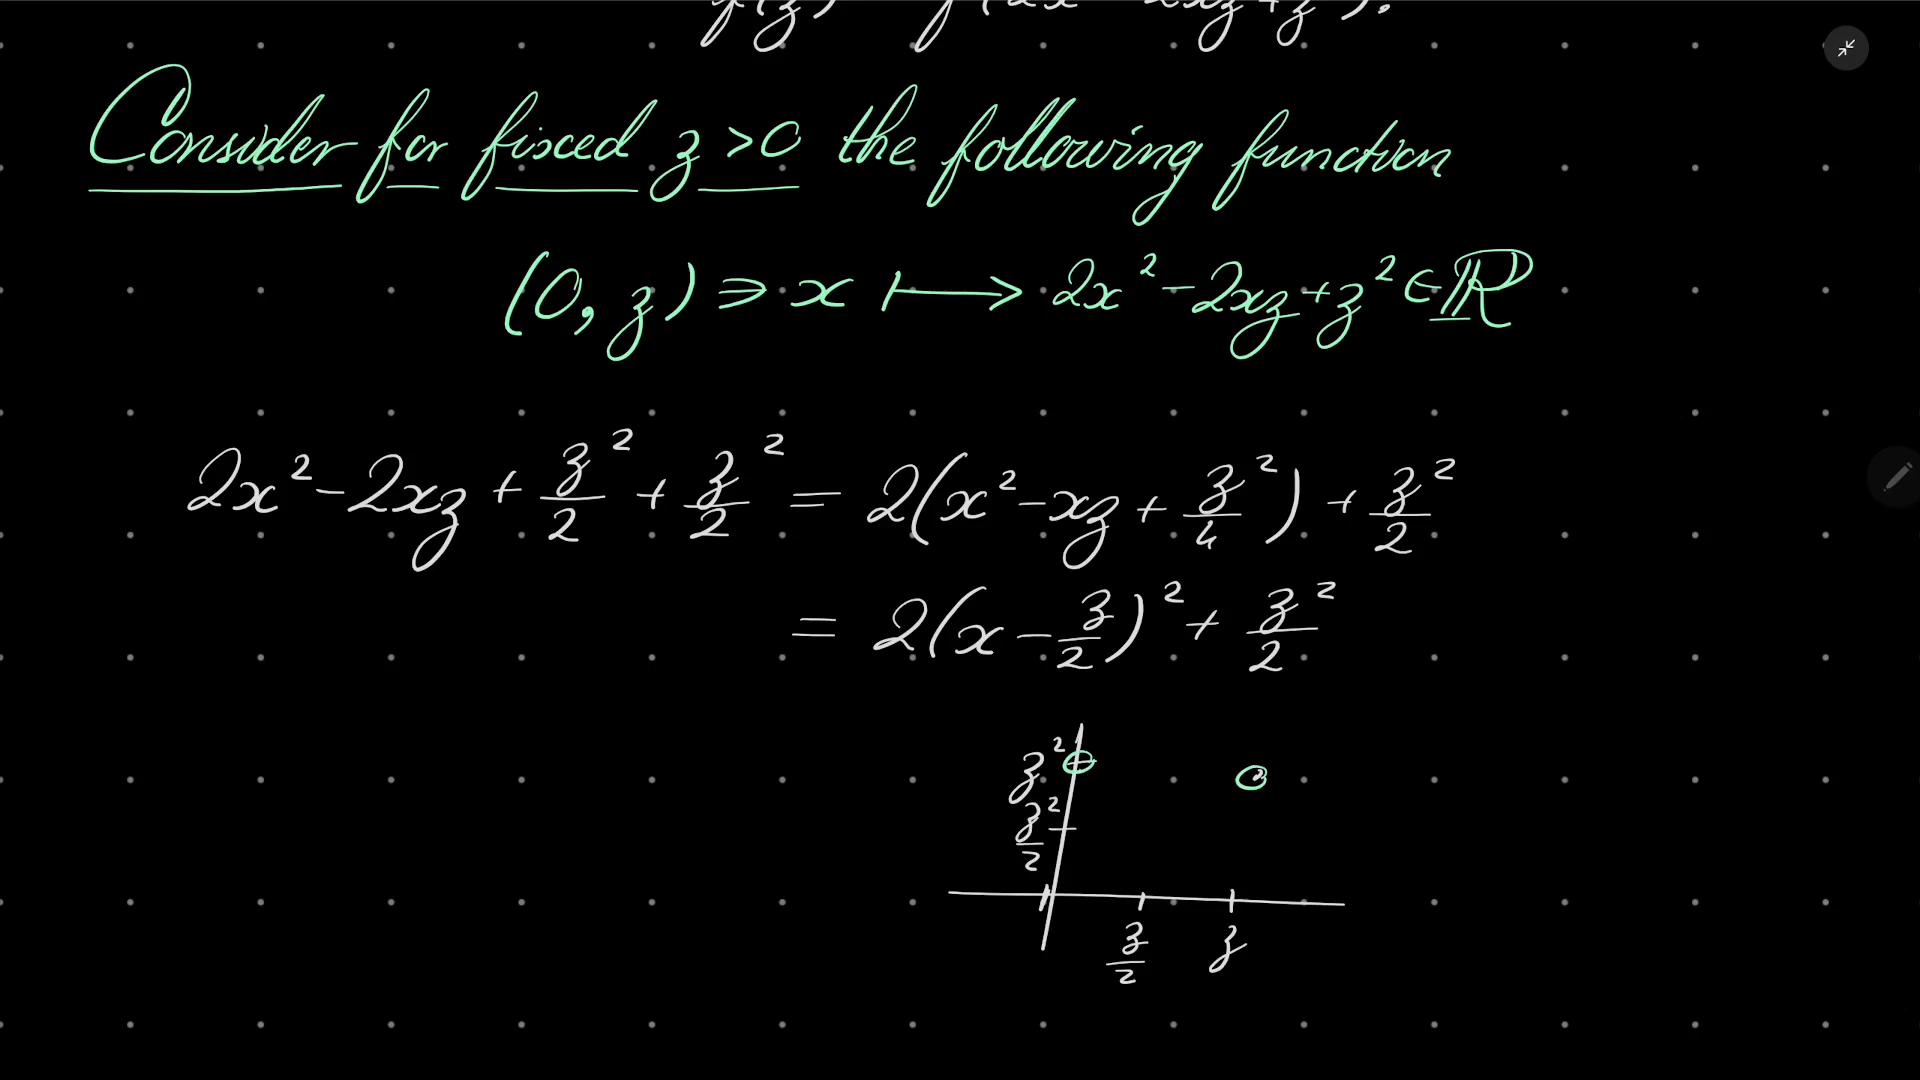 Consider for fixed z > 0 the following function
(0, z) ∋ x ⟼ 2x² - 2xz + z² ∈ ℝ
2x² - 2xz + z²/2 + z²/2 = 2(x² - xz + z²/4) + z²/2
= 2(x - z/2)² + z²/2
z²
z²/2
z/2 z